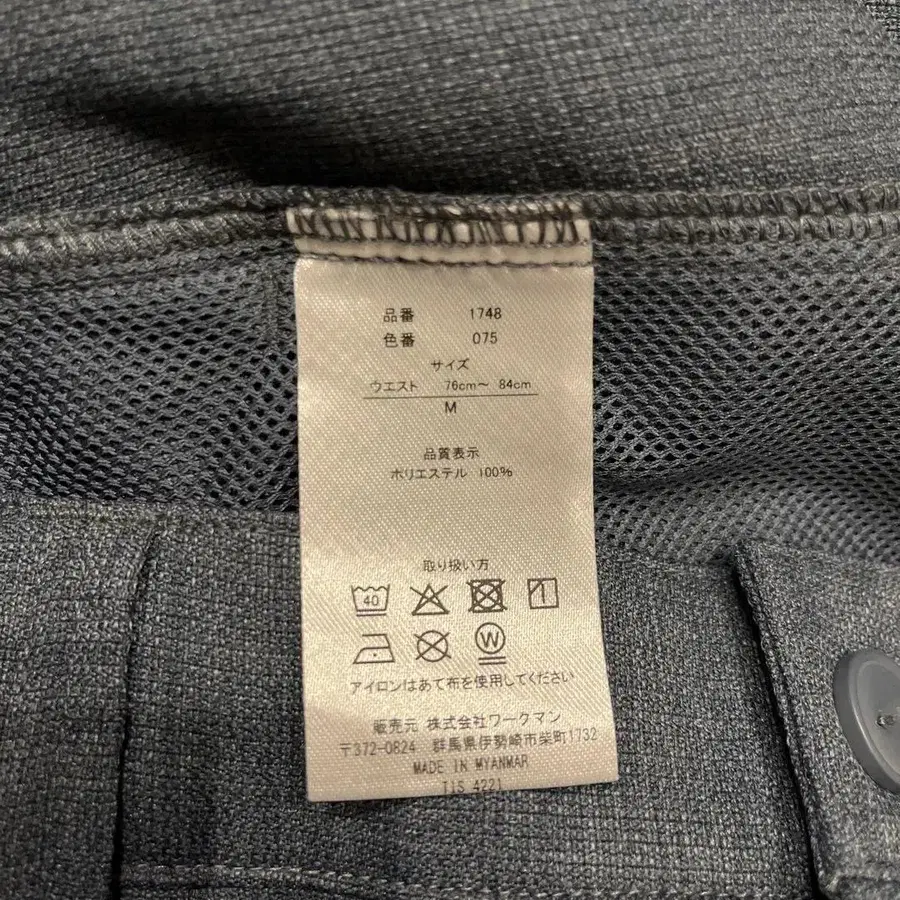 品番 1748
色番 075
サイズ
ウエスト 76cm～ 84cm
M
品質表示
ポリエステル 100%
取り扱い方
40
W
アイロンはあて布を使用してください
販売元 株式会社ワークマン
〒372-0824 群馬県伊勢崎市柴町1732
MADE IN MYANMAR
TIS 4221